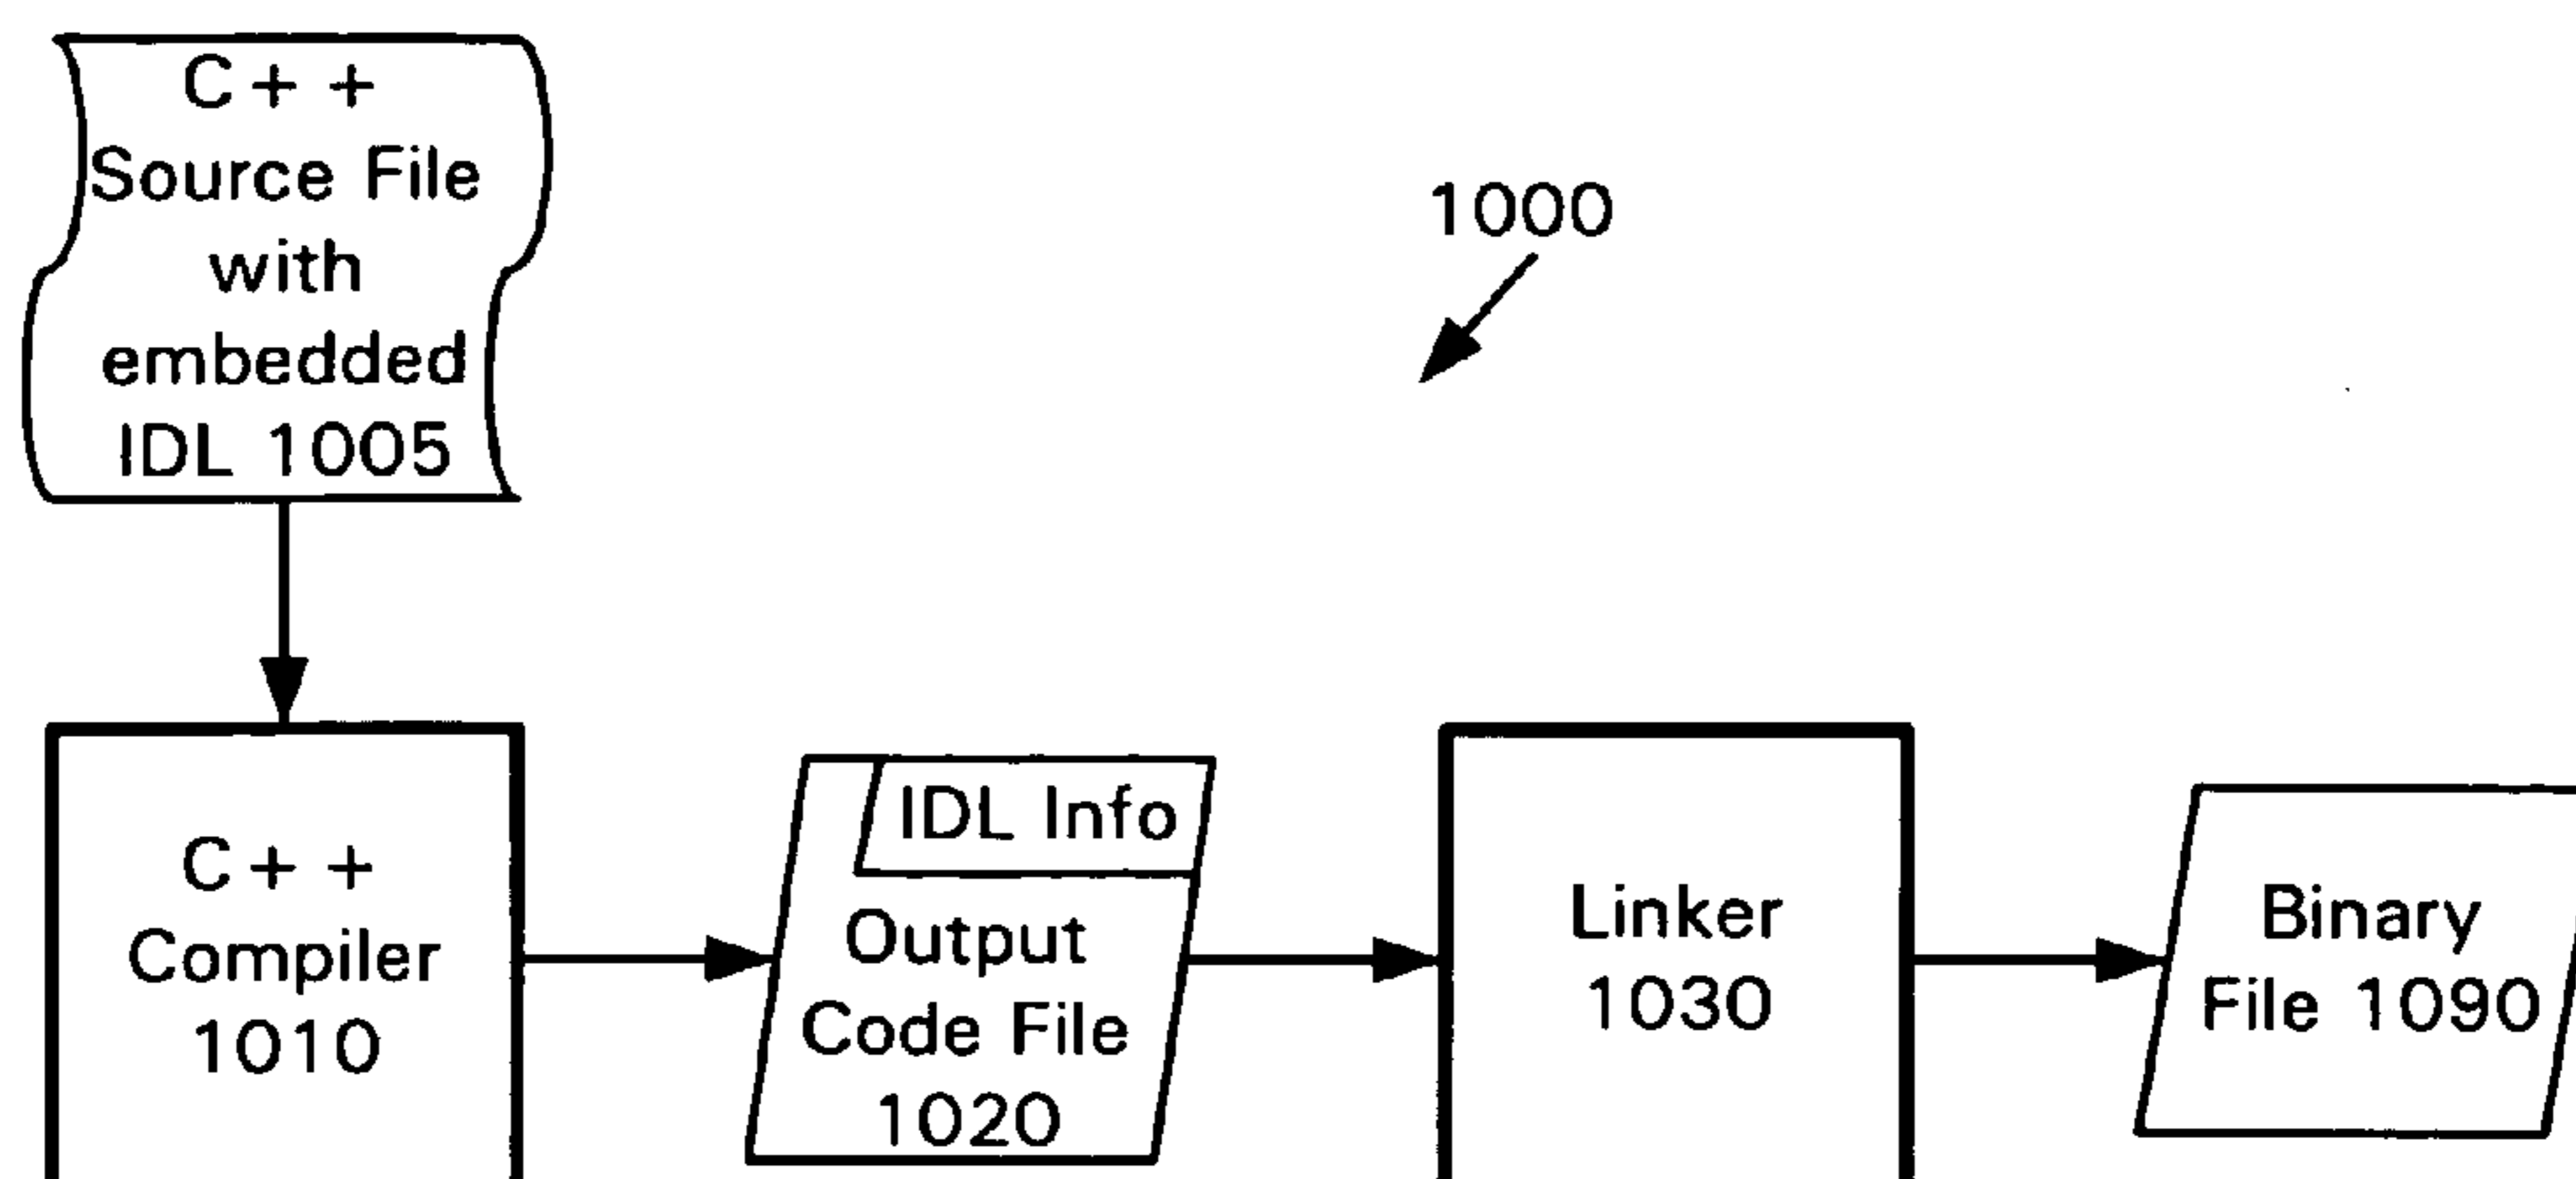 C++
Source File
with
embedded
IDL 1005
1000
C++
Compiler
1010
IDL Info
Output
Code File
1020
Linker
1030
Binary
File 1090